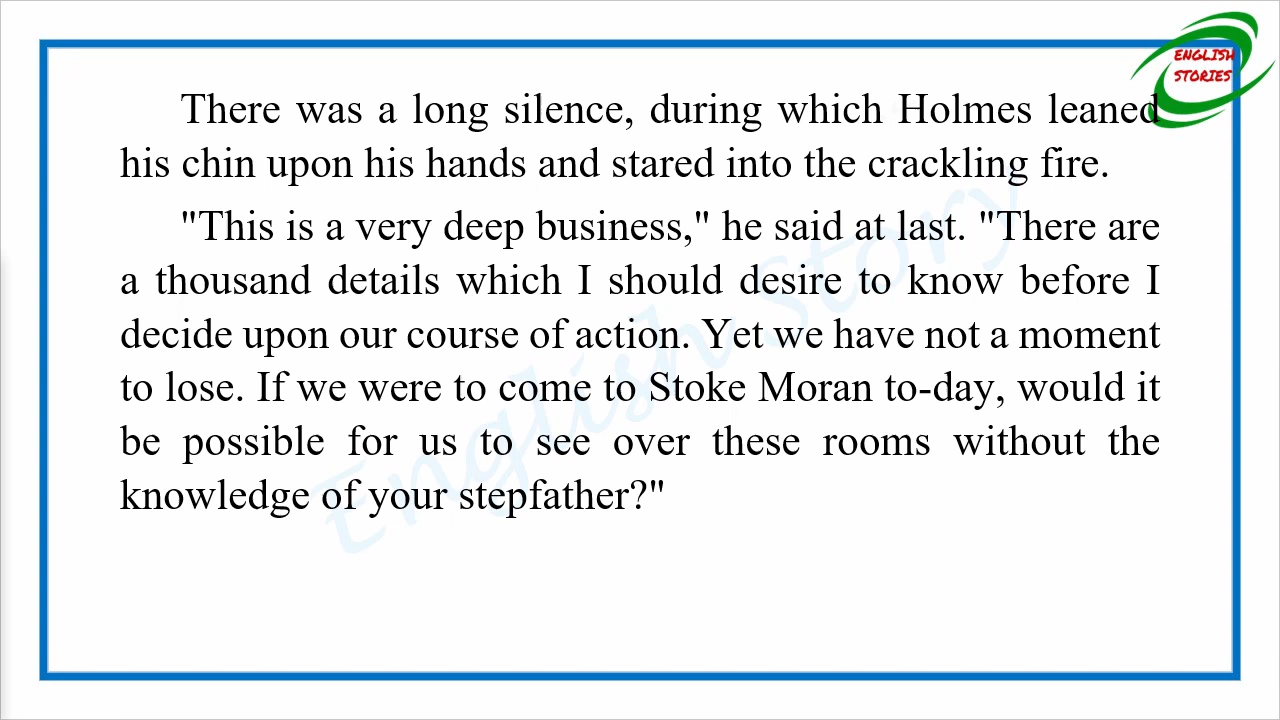 ENGLISH
STORIES
There was a long silence, during which Holmes leaned
his chin upon his hands and stared into the crackling fire.
"This is a very deep business," he said at last. "There are
a thousand details which I should desire to know before I
decide upon our course of action. Yet we have not a moment
to lose. If we were to come to Stoke Moran to-day, would it
be possible for us to see over these rooms without the
knowledge of your stepfather?"
English Story